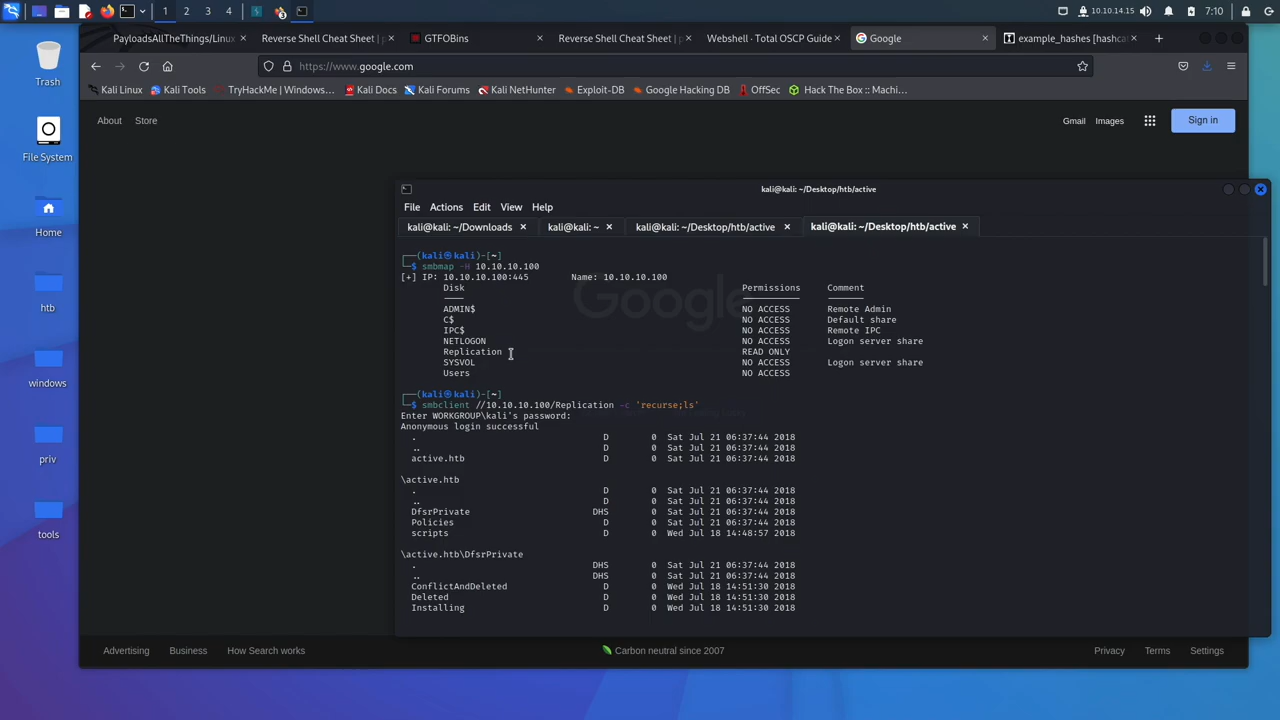 1 2 3 4 10.10.14.15 7:10
PayloadsAllTheThings/Linux Reverse Shell Cheat Sheet | p GTFOBins Reverse Shell Cheat Sheet | p Webshell · Total OSCP Guide Google example_hashes [hashcat
https://www.google.com
Kali Linux Kali Tools TryHackMe | Windows… Kali Docs Kali Forums Kali NetHunter Exploit-DB Google Hacking DB OffSec Hack The Box :: Machi…
About Store Gmail Images Sign in
Trash
File System
Home
htb
windows
priv
tools
Google
kali@kali: ~/Desktop/htb/active
File Actions Edit View Help
kali@kali: ~/Downloads kali@kali: ~ kali@kali: ~/Desktop/htb/active kali@kali: ~/Desktop/htb/active
┌──(kali㉿kali)-[~]
└─$ smbmap -H 10.10.10.100
[+] IP: 10.10.10.100:445 Name: 10.10.10.100
Disk Permissions Comment
---- ----------- -------
ADMIN$ NO ACCESS Remote Admin
C$ NO ACCESS Default share
IPC$ NO ACCESS Remote IPC
NETLOGON NO ACCESS Logon server share
Replication READ ONLY
SYSVOL NO ACCESS Logon server share
Users NO ACCESS
┌──(kali㉿kali)-[~]
└─$ smbclient //10.10.10.100/Replication -c 'recurse;ls'
Enter WORKGROUP\kali's password:
Anonymous login successful
. D 0 Sat Jul 21 06:37:44 2018
.. D 0 Sat Jul 21 06:37:44 2018
active.htb D 0 Sat Jul 21 06:37:44 2018
\active.htb
. D 0 Sat Jul 21 06:37:44 2018
.. D 0 Sat Jul 21 06:37:44 2018
DfsrPrivate DHS 0 Sat Jul 21 06:37:44 2018
Policies D 0 Sat Jul 21 06:37:44 2018
scripts D 0 Wed Jul 18 14:48:57 2018
\active.htb\DfsrPrivate
. DHS 0 Sat Jul 21 06:37:44 2018
.. DHS 0 Sat Jul 21 06:37:44 2018
ConflictAndDeleted D 0 Wed Jul 18 14:51:30 2018
Deleted D 0 Wed Jul 18 14:51:30 2018
Installing D 0 Wed Jul 18 14:51:30 2018
Advertising Business How Search works Carbon neutral since 2007 Privacy Terms Settings